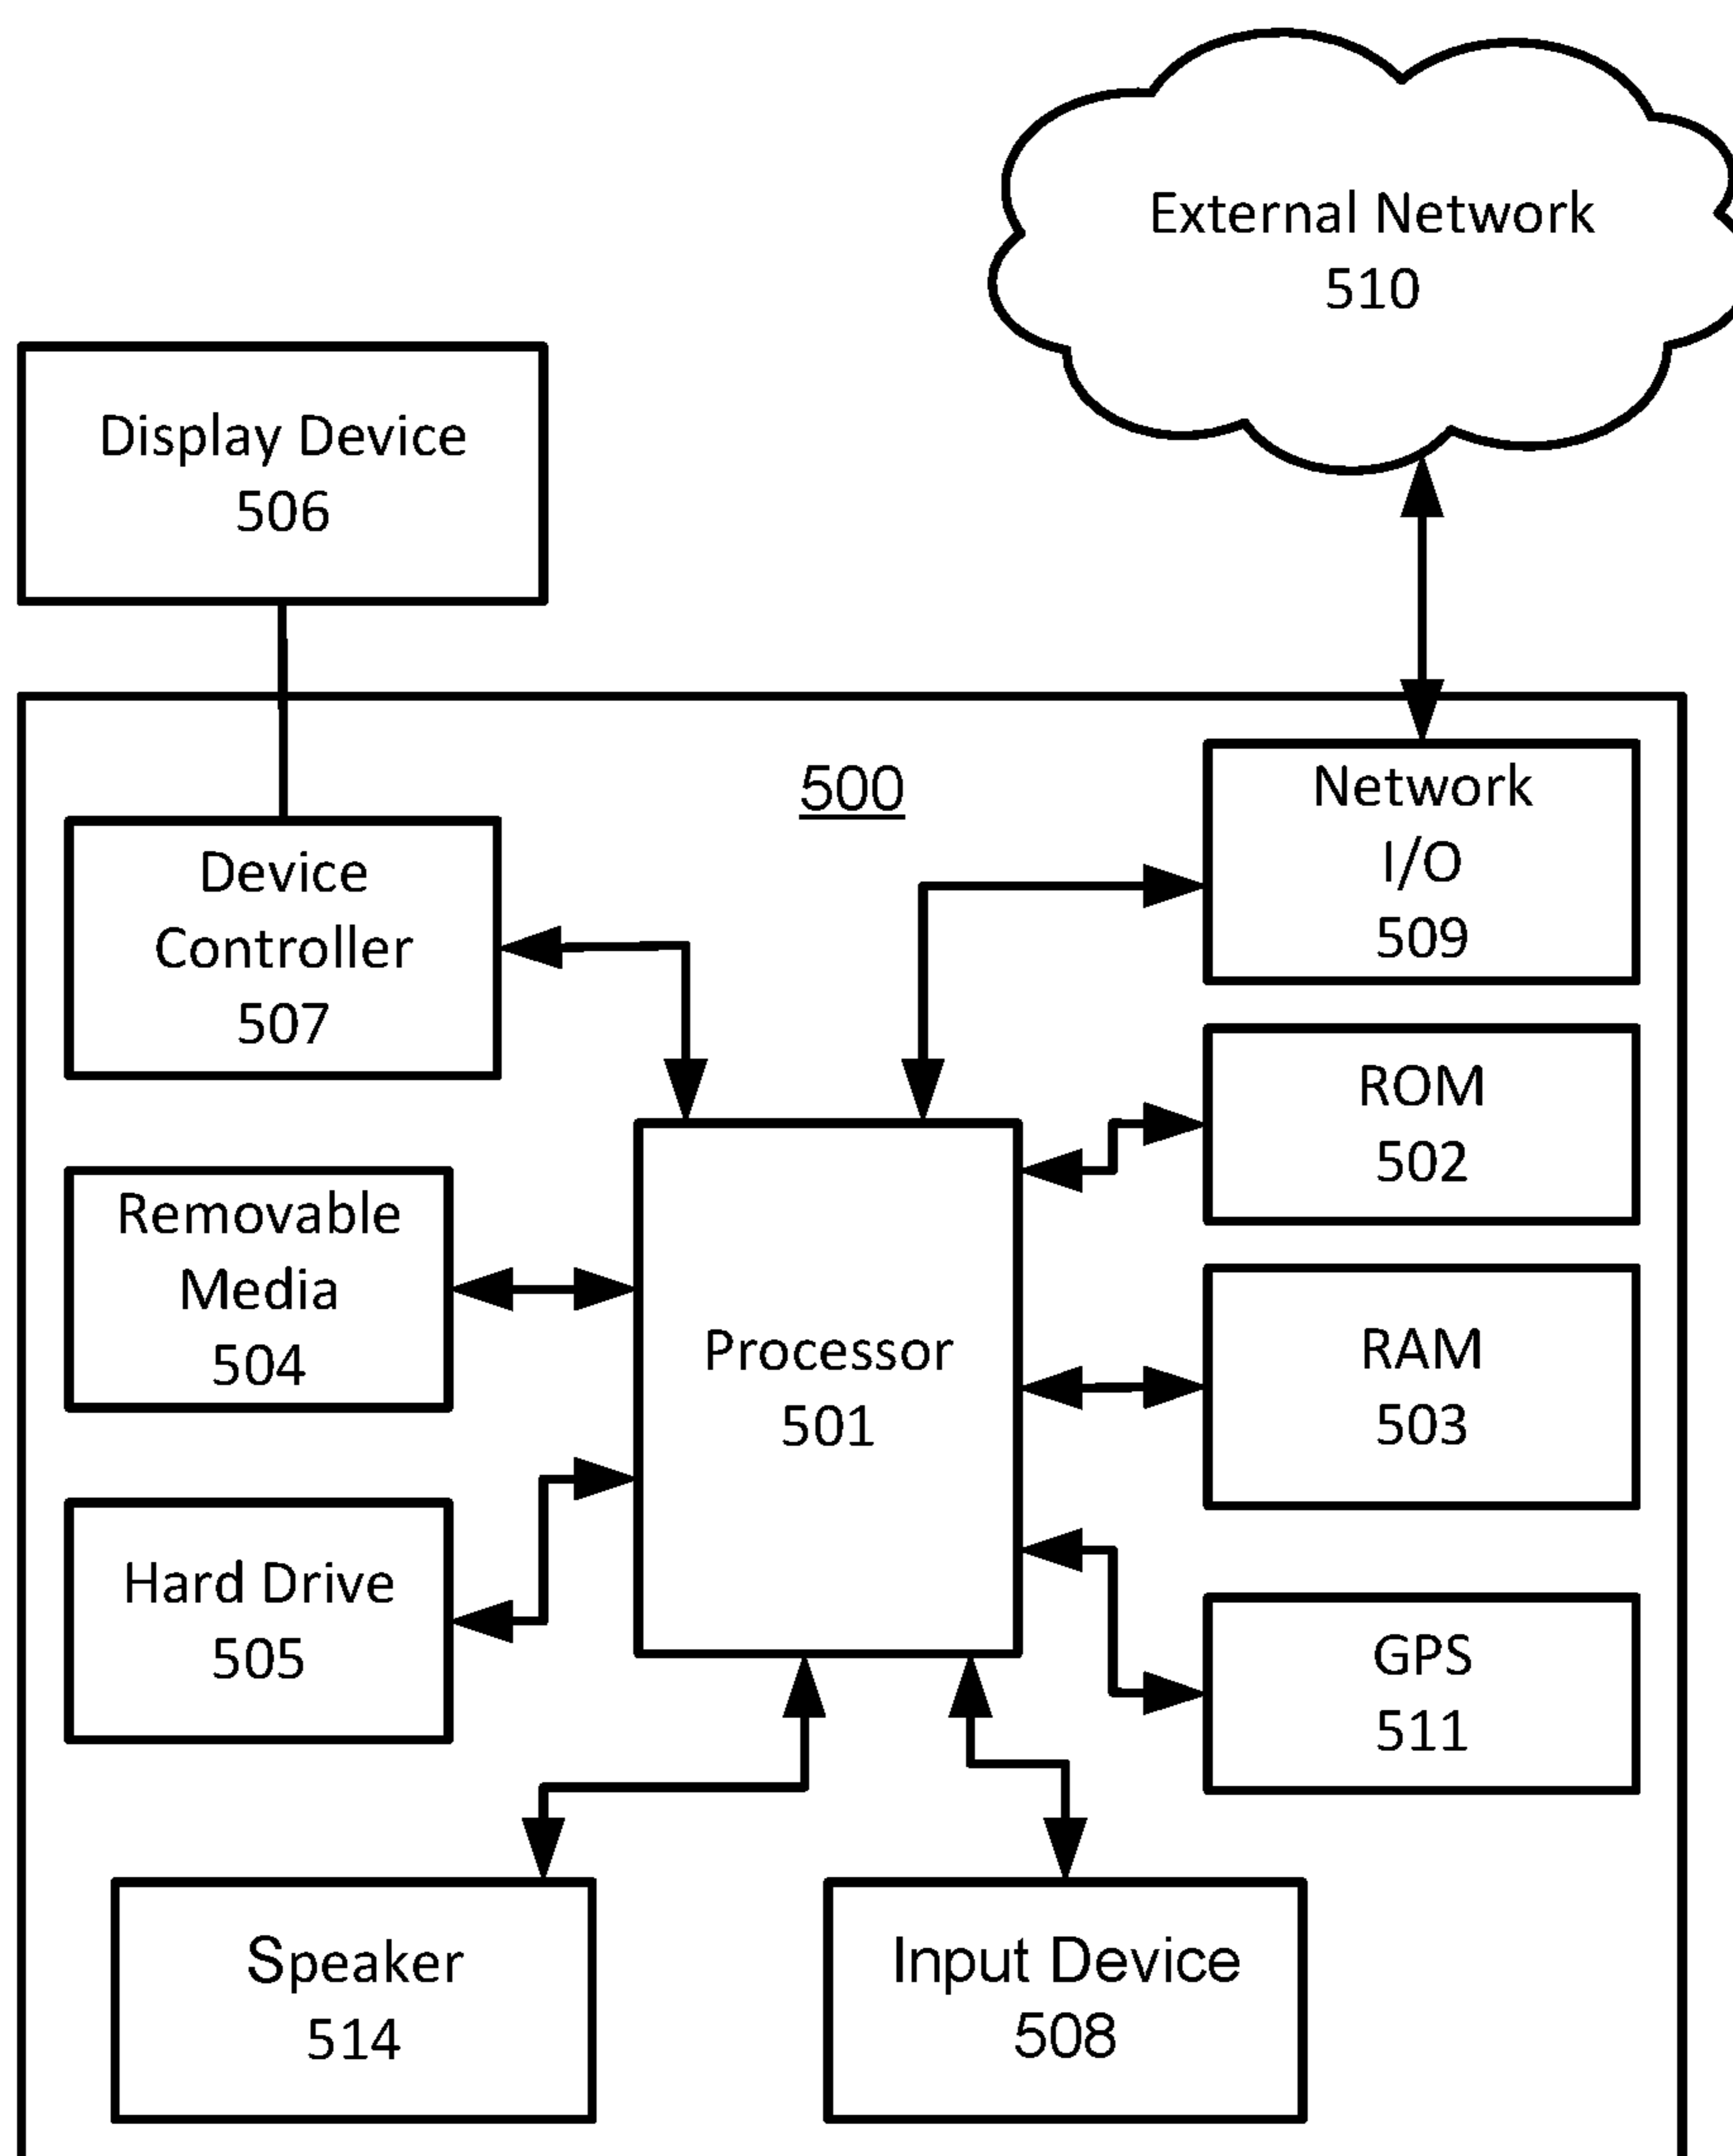 External Network
510
Display Device
506
500
Network
I/O
509
Device
Controller
507
ROM
502
Removable
Media
504
Processor
501
RAM
503
Hard Drive
505
GPS
511
Speaker
514
Input Device
508